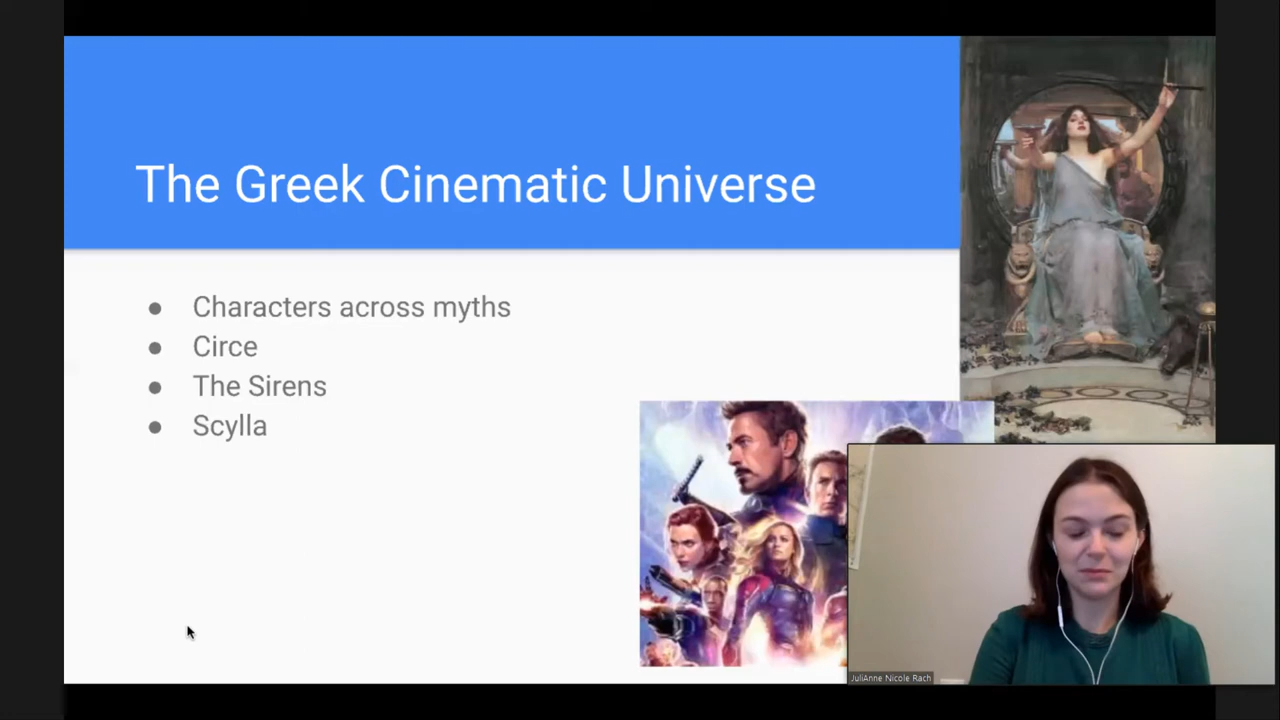 The Greek Cinematic Universe
● Characters across myths
● Circe
● The Sirens
● Scylla
JuliAnne Nicole Rach